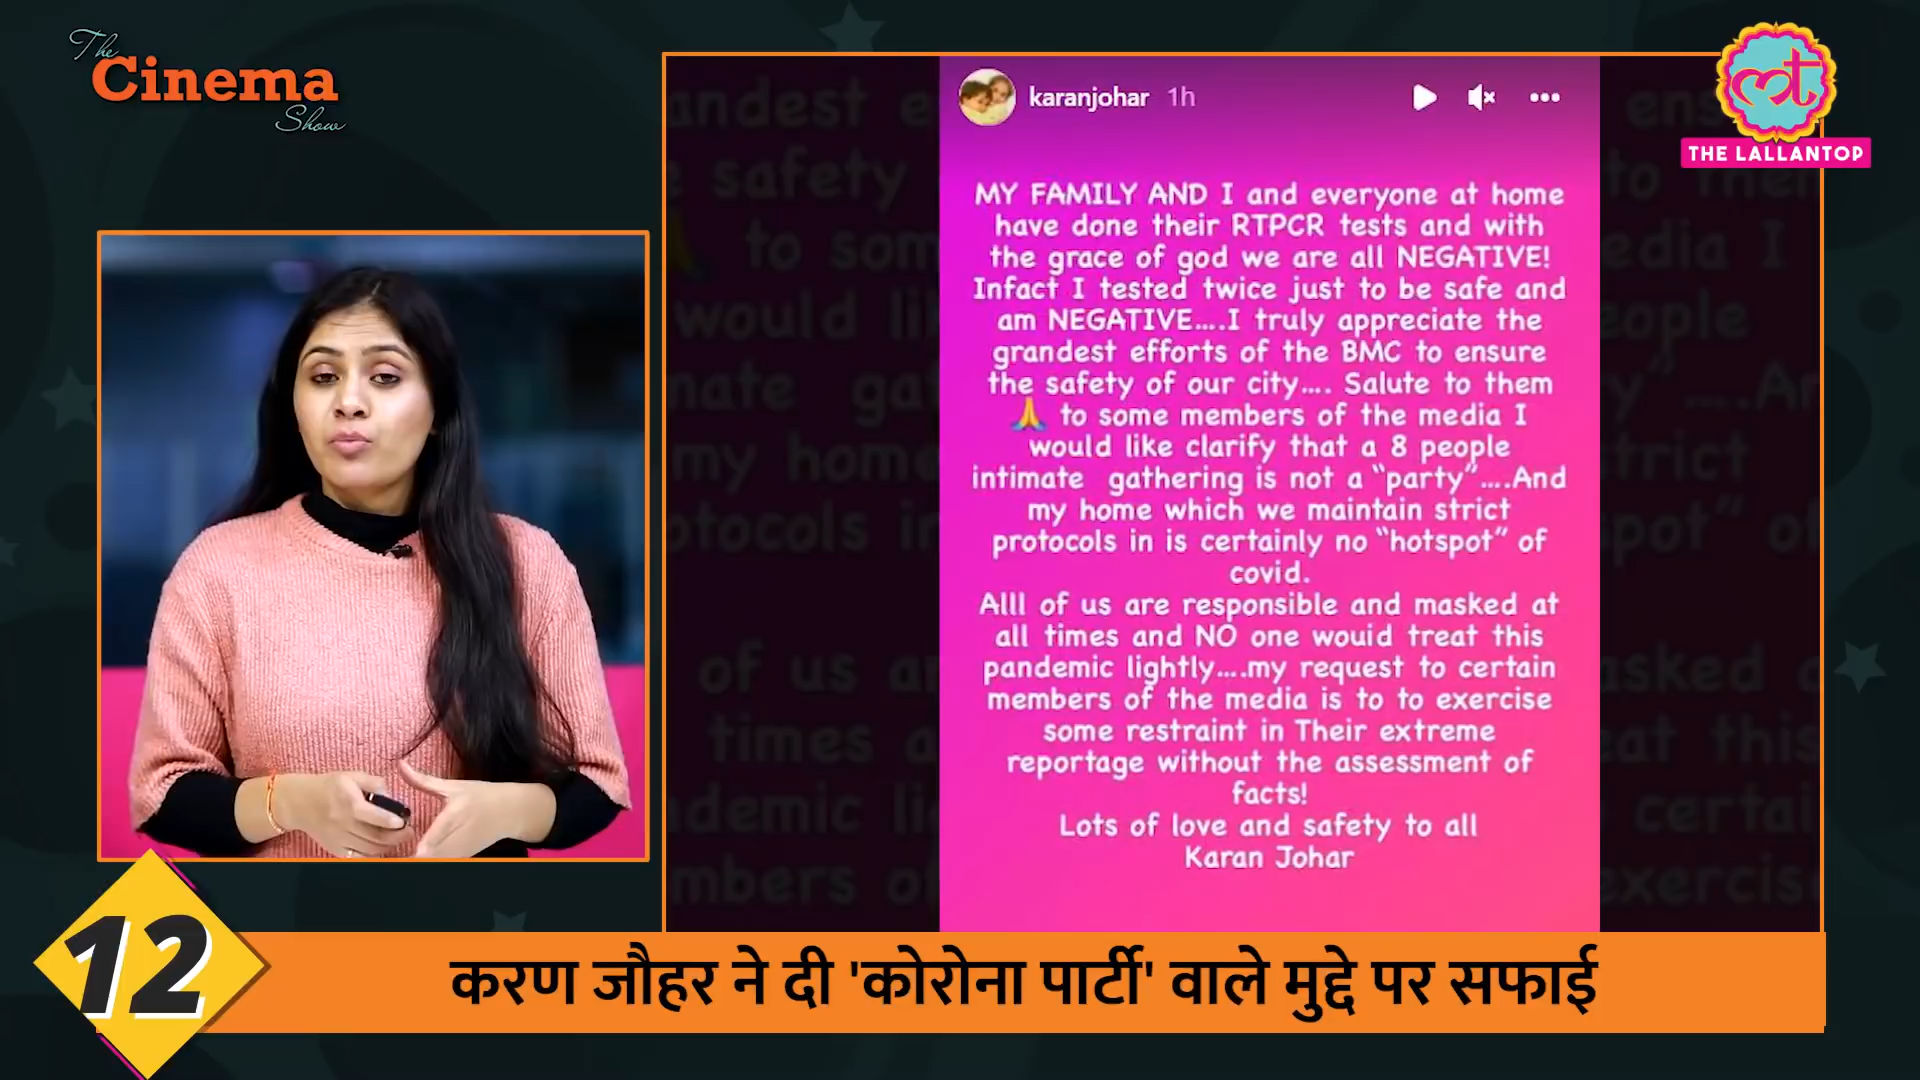 The
Cinema
Show
THE LALLANTOP
karanjohar 1h
MY FAMILY AND I and everyone at home
have done their RTPCR tests and with
the grace of god we are all NEGATIVE!
Infact I tested twice just to be safe and
am NEGATIVE....I truly appreciate the
grandest efforts of the BMC to ensure
the safety of our city.... Salute to them
🙏 to some members of the media I
would like clarify that a 8 people
intimate gathering is not a “party”....And
my home which we maintain strict
protocols in is certainly no “hotspot” of
covid.
Alll of us are responsible and masked at
all times and NO one would treat this
pandemic lightly....my request to certain
members of the media is to to exercise
some restraint in Their extreme
reportage without the assessment of
facts!
Lots of love and safety to all
Karan Johar
12
करण जौहर ने दी 'कोरोना पार्टी' वाले मुद्दे पर सफाई